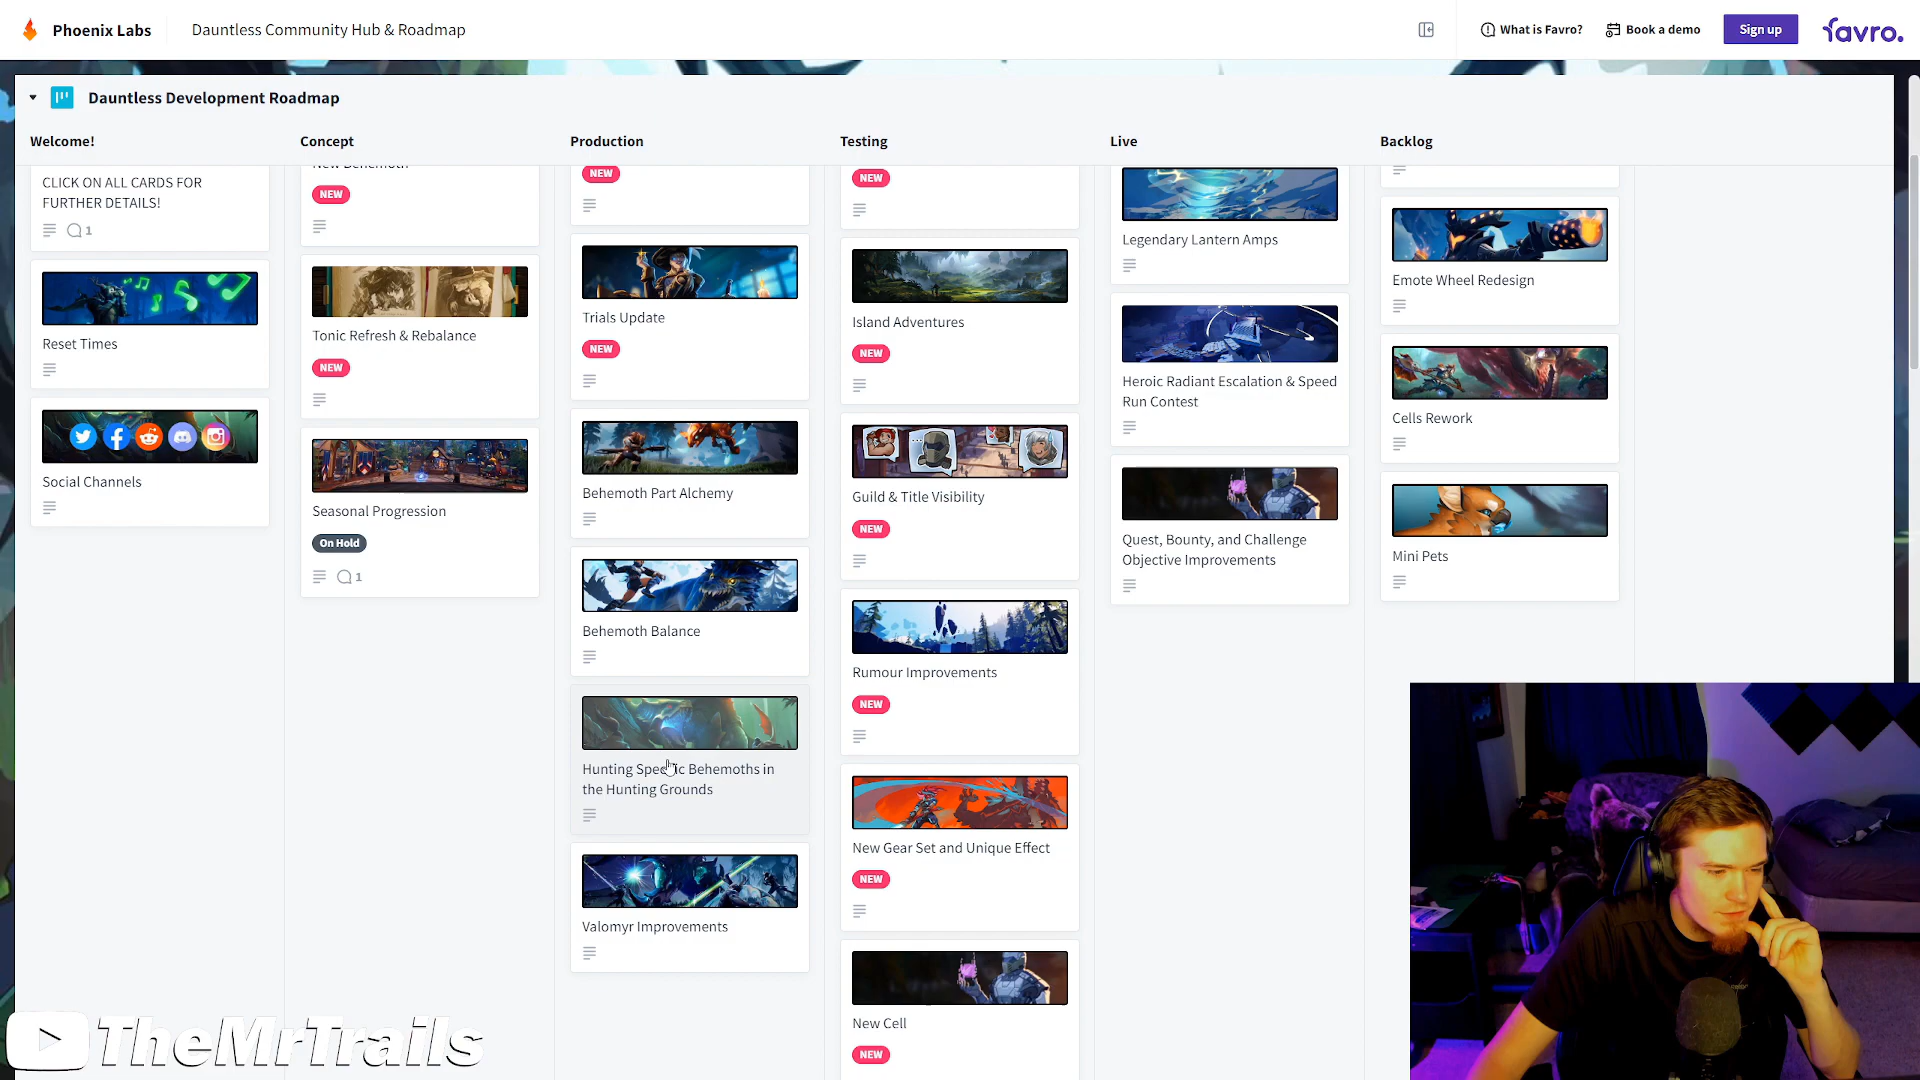 Phoenix Labs
Dauntless Community Hub & Roadmap
What is Favro?
Book a demo
Sign up
favro.
Dauntless Development Roadmap
Welcome!
Concept
Production
Testing
Live
Backlog
CLICK ON ALL CARDS FOR
FURTHER DETAILS!
1
Reset Times
Social Channels
New Behemoth
NEW
Tonic Refresh & Rebalance
NEW
Seasonal Progression
On Hold
1
NEW
Trials Update
NEW
Behemoth Part Alchemy
Behemoth Balance
Hunting Specific Behemoths in
the Hunting Grounds
Valomyr Improvements
NEW
Island Adventures
NEW
Guild & Title Visibility
NEW
Rumour Improvements
NEW
New Gear Set and Unique Effect
NEW
New Cell
NEW
Legendary Lantern Amps
Heroic Radiant Escalation & Speed
Run Contest
Quest, Bounty, and Challenge
Objective Improvements
Emote Wheel Redesign
Cells Rework
Mini Pets
TheMrTrails